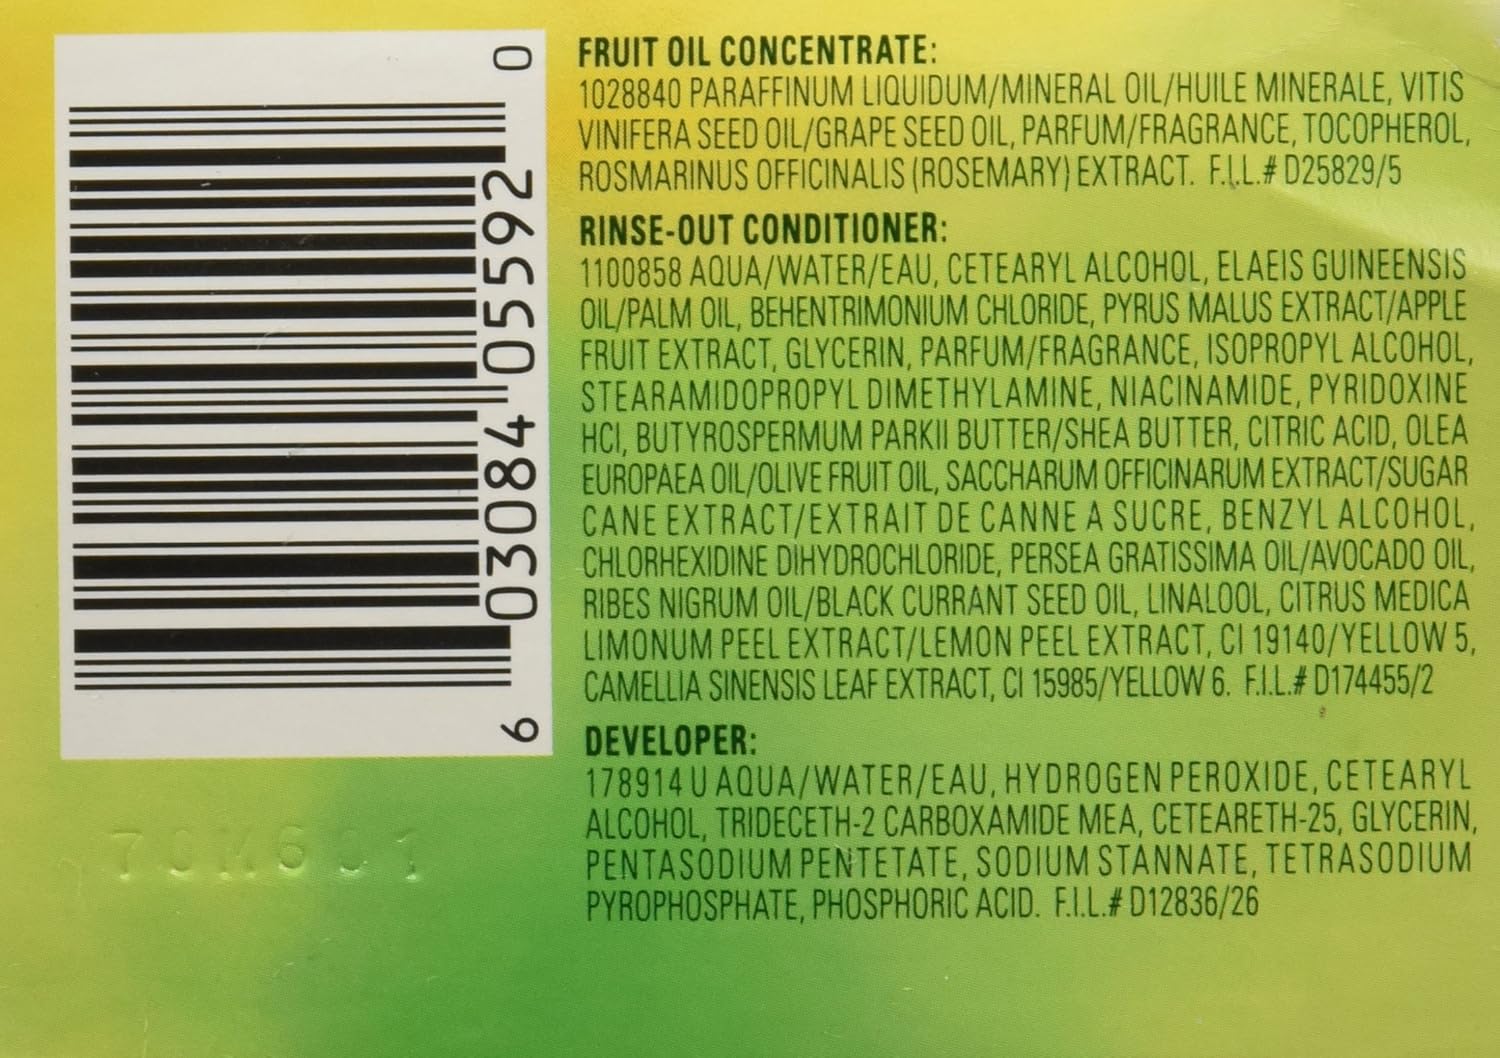 6 03084 05592 0
FRUIT OIL CONCENTRATE:
1028840 PARAFFINUM LIQUIDUM/MINERAL OIL/HUILE MINERALE, VITIS
VINIFERA SEED OIL/GRAPE SEED OIL, PARFUM/FRAGRANCE, TOCOPHEROL,
ROSMARINUS OFFICINALIS (ROSEMARY) EXTRACT. F.I.L.# D25829/5
RINSE-OUT CONDITIONER:
1100858 AQUA/WATER/EAU, CETEARYL ALCOHOL, ELAEIS GUINEENSIS
OIL/PALM OIL, BEHENTRIMONIUM CHLORIDE, PYRUS MALUS EXTRACT/APPLE
FRUIT EXTRACT, GLYCERIN, PARFUM/FRAGRANCE, ISOPROPYL ALCOHOL,
STEARAMIDOPROPYL DIMETHYLAMINE, NIACINAMIDE, PYRIDOXINE
HCI, BUTYROSPERMUM PARKII BUTTER/SHEA BUTTER, CITRIC ACID, OLEA
EUROPAEA OIL/OLIVE FRUIT OIL, SACCHARUM OFFICINARUM EXTRACT/SUGAR
CANE EXTRACT/EXTRAIT DE CANNE A SUCRE, BENZYL ALCOHOL,
CHLORHEXIDINE DIHYDROCHLORIDE, PERSEA GRATISSIMA OIL/AVOCADO OIL,
RIBES NIGRUM OIL/BLACK CURRANT SEED OIL, LINALOOL, CITRUS MEDICA
LIMONUM PEEL EXTRACT/LEMON PEEL EXTRACT, CI 19140/YELLOW 5,
CAMELLIA SINENSIS LEAF EXTRACT, CI 15985/YELLOW 6. F.I.L.# D174455/2
DEVELOPER:
178914 U AQUA/WATER/EAU, HYDROGEN PEROXIDE, CETEARYL
ALCOHOL, TRIDECETH-2 CARBOXAMIDE MEA, CETEARETH-25, GLYCERIN,
PENTASODIUM PENTETATE, SODIUM STANNATE, TETRASODIUM
PYROPHOSPHATE, PHOSPHORIC ACID. F.I.L.# D12836/26